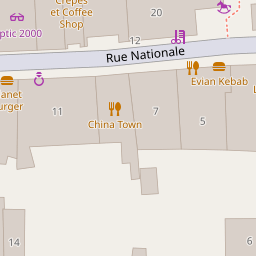 Crêpes
et Coffee
Shop
20
ptic 2000
12
Rue Nationale
Evian Kebab
anet
urger
11
China Town
7
5
L
14
6